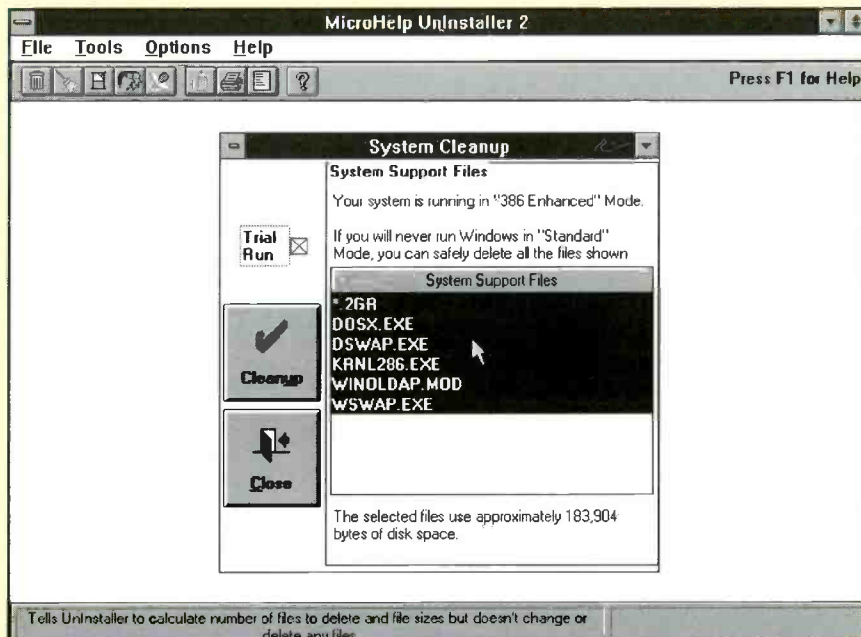 MicroHelp UnInstaller 2
File Tools Options Help
Press F1 for Help
System Cleanup
System Support Files
Your system is running in "386 Enhanced" Mode.
Trial
Run
If you will never run Windows in "Standard"
Mode, you can safely delete all the files shown
System Support Files
*.2GR
DOSX.EXE
DSWAP.EXE
KRNL286.EXE
WINOLDAP.MOD
WSWAP.EXE
Cleanup
Close
The selected files use approximately 183,904
bytes of disk space.
Tells UnInstaller to calculate number of files to delete and file sizes but doesn't change or
delete any files